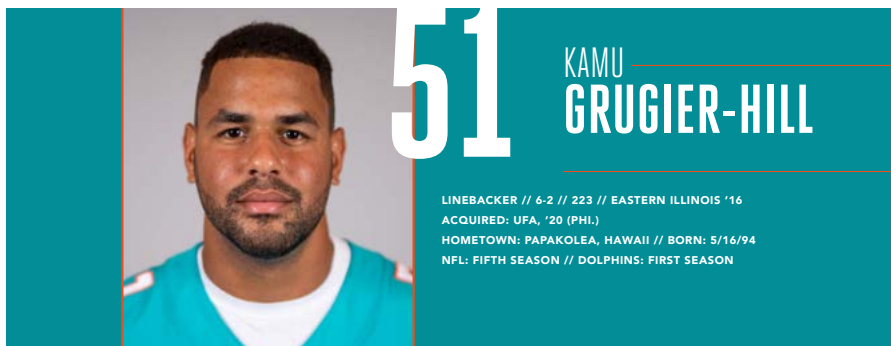 51
KAMU
GRUGIER-HILL
LINEBACKER // 6-2 // 223 // EASTERN ILLINOIS ‘16
ACQUIRED: UFA, ‘20 (PHI.)
HOMETOWN: PAPAKOLEA, HAWAII // BORN: 5/16/94
NFL: FIFTH SEASON // DOLPHINS: FIRST SEASON